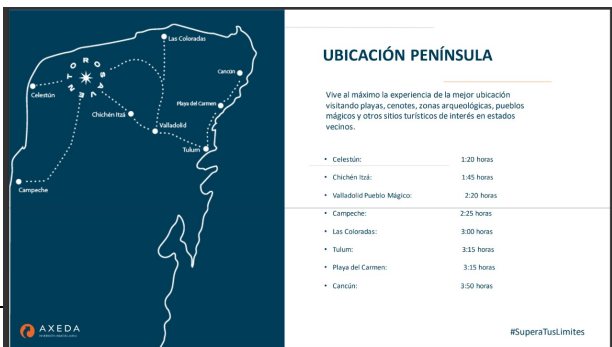 Las Coloradas
TOROSAVENTO
Cancún
Celestún
Playa del Carmen
Chichén Itzá
Valladolid
Tulum
Campeche
AXEDA
UBICACIÓN PENÍNSULA
Vive al máximo la experiencia de la mejor ubicación
visitando playas, cenotes, zonas arqueológicas, pueblos
mágicos y otros sitios turísticos de interés en estados
vecinos.
• Celestún: 1:20 horas
• Chichén Itzá: 1:45 horas
• Valladolid Pueblo Mágico: 2:20 horas
• Campeche: 2:25 horas
• Las Coloradas: 3:00 horas
• Tulum: 3:15 horas
• Playa del Carmen: 3:15 horas
• Cancún: 3:50 horas
#SuperaTusLimites